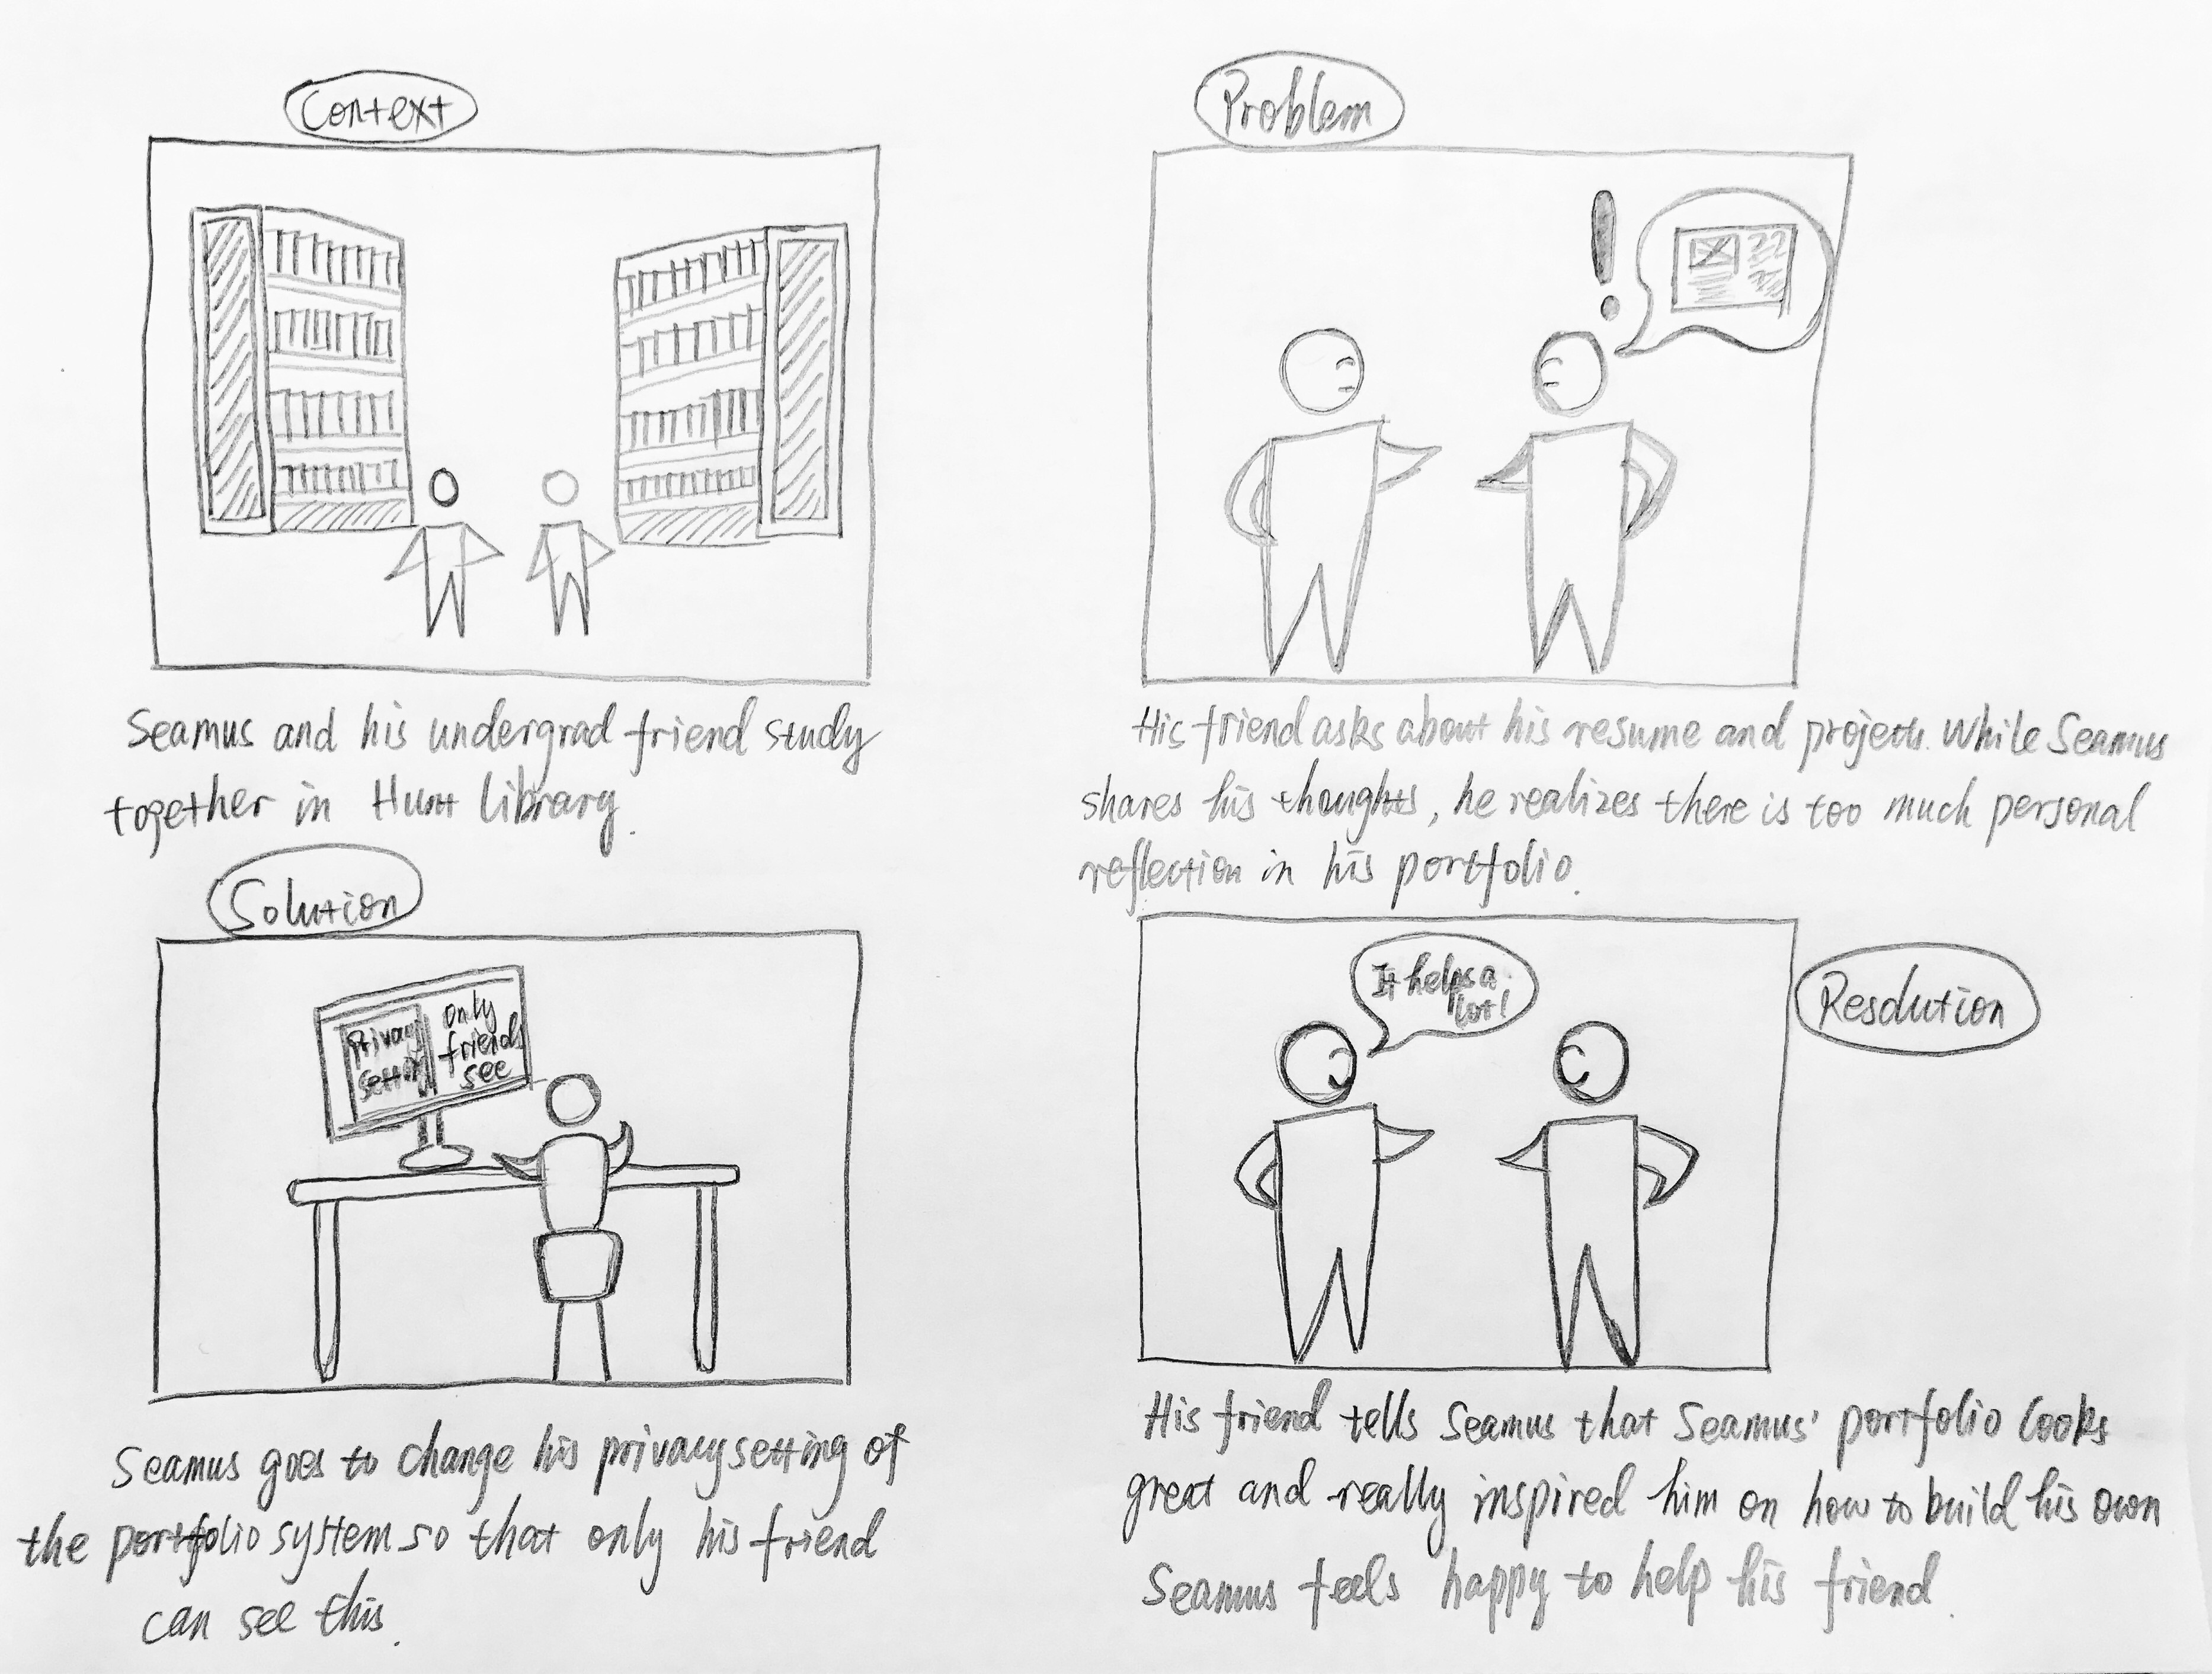 Context
Seamus and his undergrad friend study
together in Hunt library.
Problem
His friend asks about his resume and projects. While Seamus
shares his thoughts, he realizes there is too much personal
reflection in his portfolio.
Solution
Privacy
setting
only
friends
see
Seamus goes to change his privacy setting of
the portfolio system so that only his friend
can see this.
Resolution
It helps a
lot!
His friend tells Seamus that Seamus' portfolio looks
great and really inspired him on how to build his own
Seamus feels happy to help his friend.